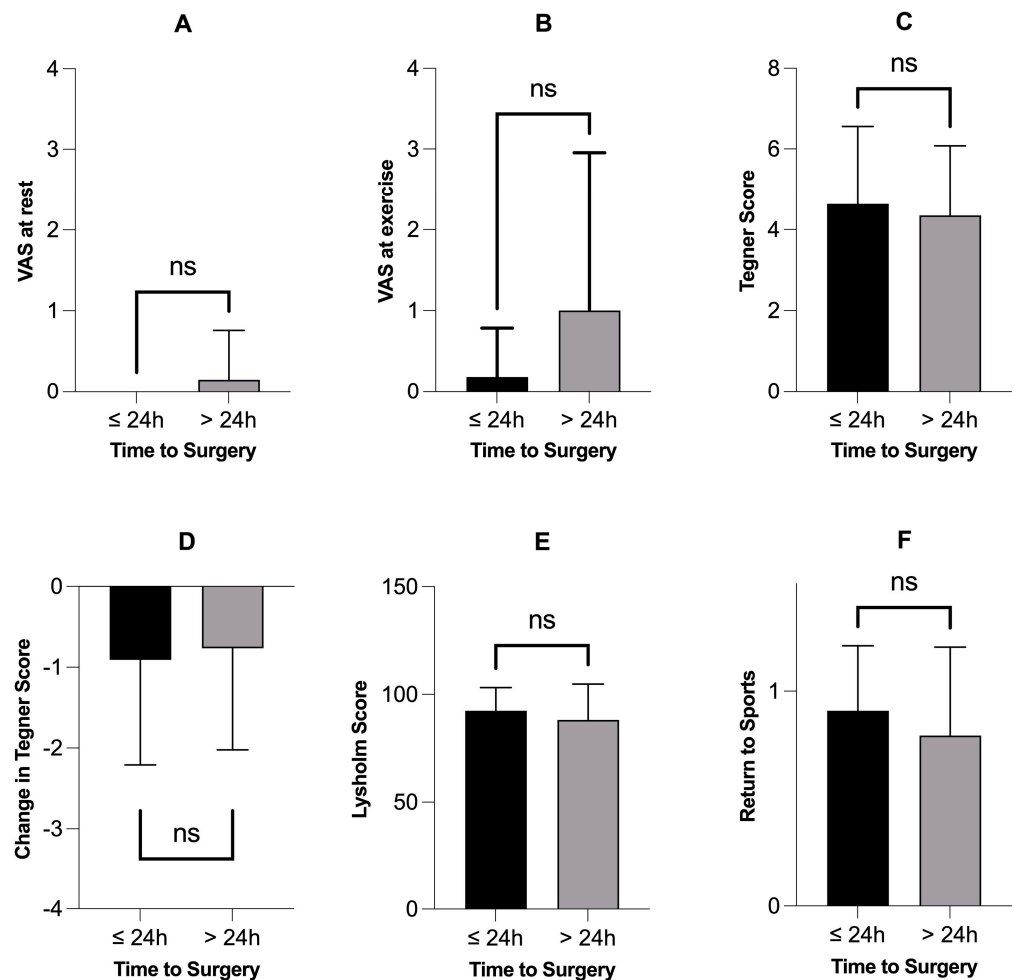 A
VAS at rest
4
3
2
1
0
ns
≤ 24h > 24h
Time to Surgery
B
VAS at exercise
4
3
2
1
0
ns
≤ 24h > 24h
Time to Surgery
C
Tegner Score
8
6
4
2
0
ns
≤ 24h > 24h
Time to Surgery
D
Change in Tegner Score
0
-1
-2
-3
-4
ns
≤ 24h > 24h
Time to Surgery
E
Lysholm Score
150
100
50
0
ns
≤ 24h > 24h
Time to Surgery
F
Return to Sports
1
0
ns
≤ 24h > 24h
Time to Surgery